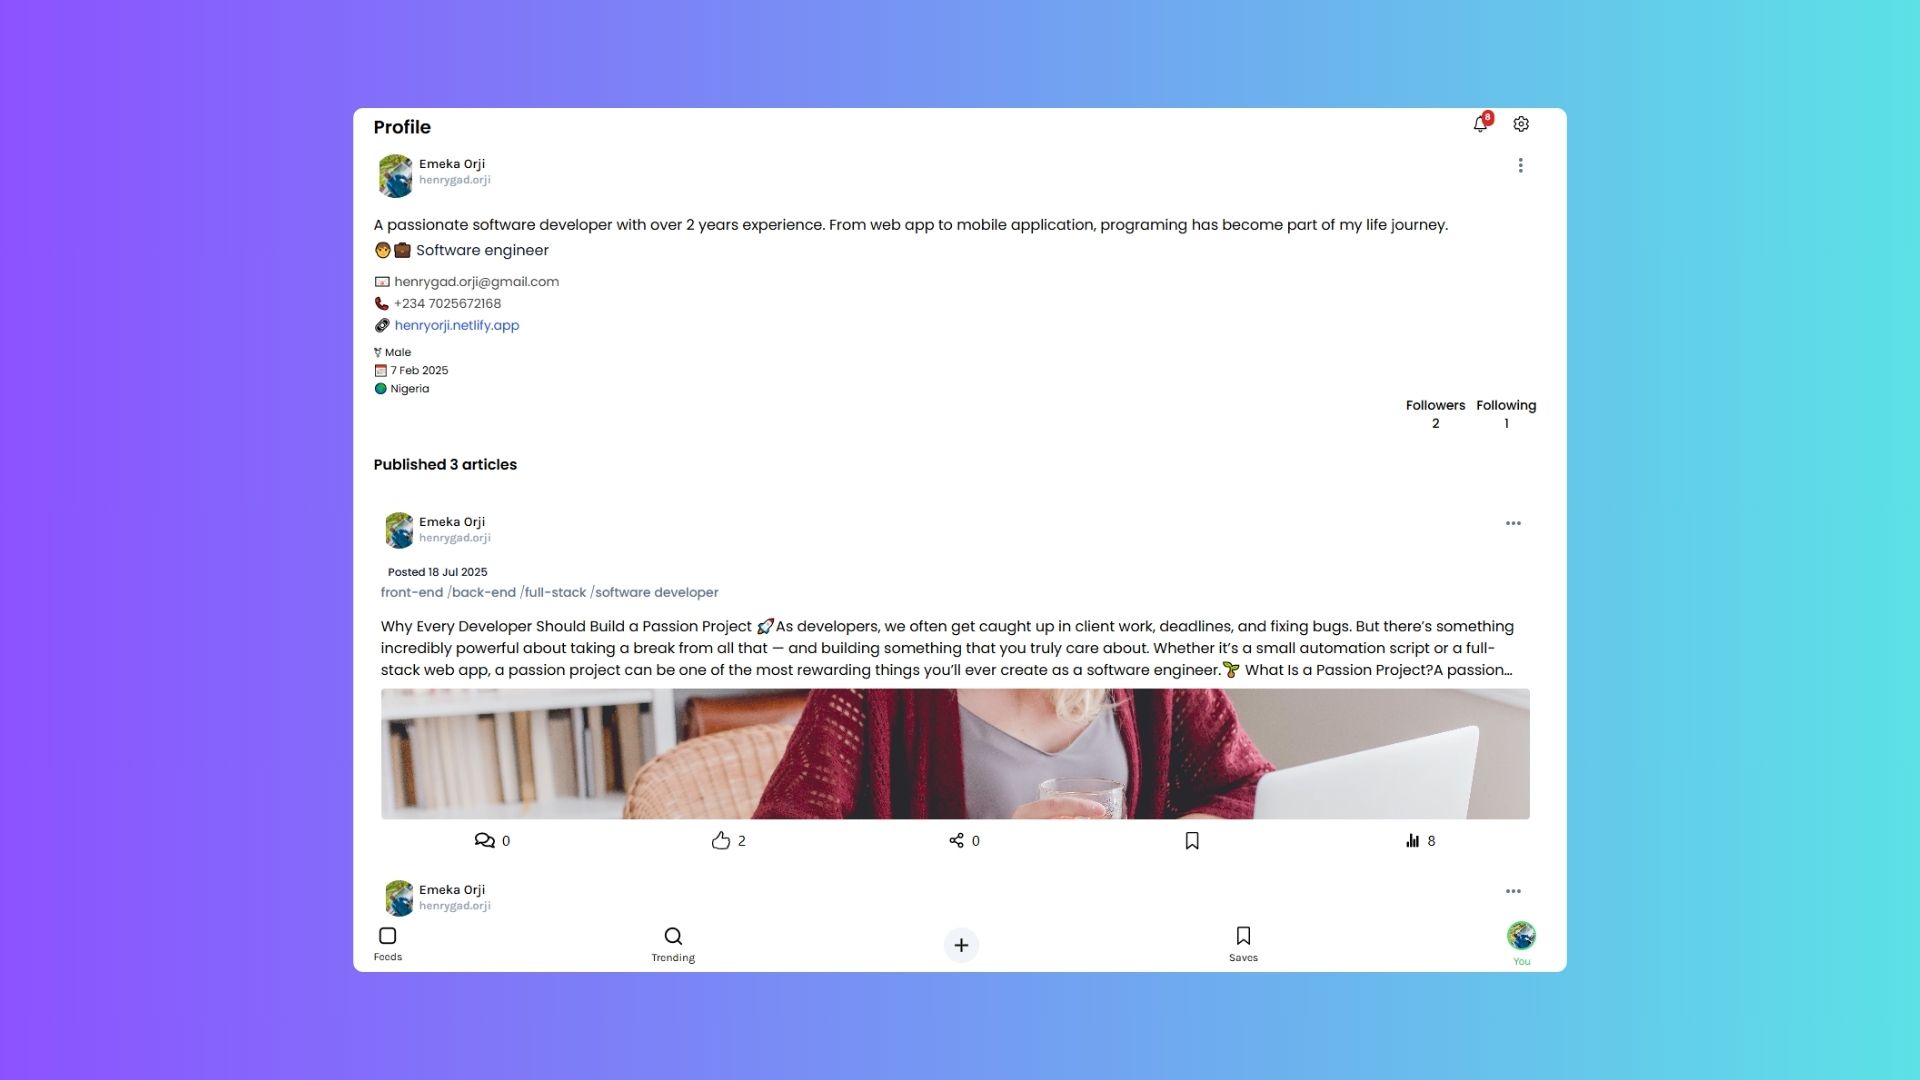 Profile
8
Emeka Orji
henrygad.orji
A passionate software developer with over 2 years experience. From web app to mobile application, programing has become part of my life journey.
🧑💼 Software engineer
📧 henrygad.orji@gmail.com
📞 +234 7025672168
🔗 henryorji.netlify.app
⚧ Male
📅 7 Feb 2025
🌍 Nigeria
Followers Following
2 1
Published 3 articles
Emeka Orji
henrygad.orji
Posted 18 Jul 2025
front-end /back-end /full-stack /software developer
Why Every Developer Should Build a Passion Project 🚀As developers, we often get caught up in client work, deadlines, and fixing bugs. But there’s something
incredibly powerful about taking a break from all that — and building something that you truly care about. Whether it’s a small automation script or a full-
stack web app, a passion project can be one of the most rewarding things you’ll ever create as a software engineer.🌱 What Is a Passion Project?A passion...
0 2 0 8
Emeka Orji
henrygad.orji
Feeds Trending + Saves You